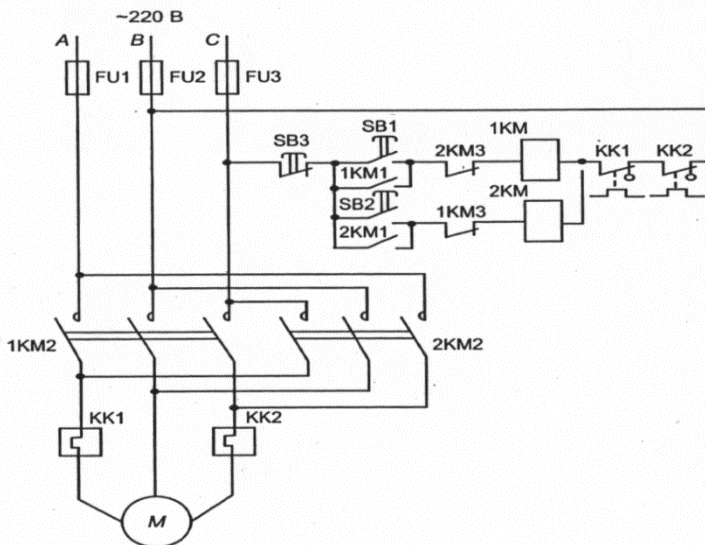 ~220 В
A B C
FU1 FU2 FU3
SB3 SB1 2KM3 1KM KK1 KK2
1KM1
SB2 1KM3 2KM
2KM1
1KM2 2KM2
KK1 KK2
M